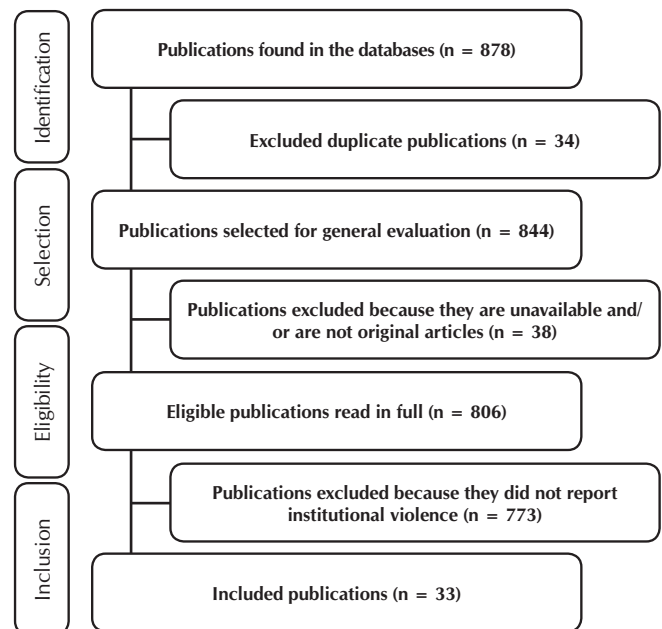 Identification
Publications found in the databases (n = 878)
Excluded duplicate publications (n = 34)
Selection
Publications selected for general evaluation (n = 844)
Publications excluded because they are unavailable and/
or are not original articles (n = 38)
Eligibility
Eligible publications read in full (n = 806)
Publications excluded because they did not report
institutional violence (n = 773)
Inclusion
Included publications (n = 33)